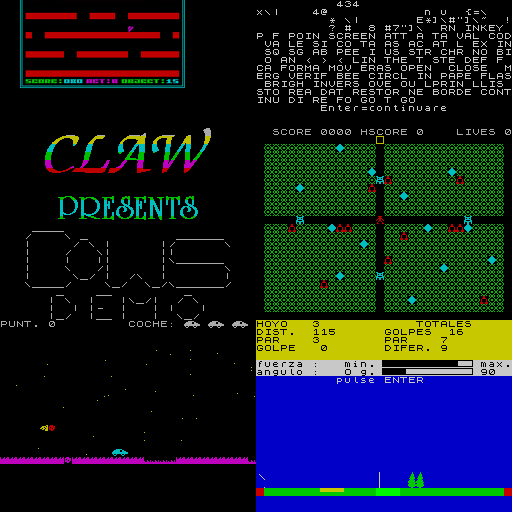 SCORE:080 ACT:0 OBJECT:15
CLAW
PRESENTS
COWS
DEMO
434
RN INKEY
P F POIN SCREEN ATT A TA VAL COD
VA LE SI CO TA AS AC AT L EX IN
SQ SG AB PEE I US STR CHR NO BI
O AN < > < LIN THE T STE DEF F
CA FORMA MOV ERAS OPEN CLOSE M
ERG VERIF BEE CIRCL IN PAPE FLAS
BRIGH INVERS OVE OU LPRIN LLIS
STO REA DAT RESTOR NE BORDE CONT
INU DI RE FO GO T GO
Enter=continuare
SCORE 0000 HSCORE 0 LIVES 0
PUNT. 0 COCHE:
HOYO 3 TOTALES
DIST. 115 GOLPES 16
PAR 3 PAR 7
GOLPE 0 DIFER. 9
fuerza : min. max.
angulo : 0 g. 90
pulse ENTER